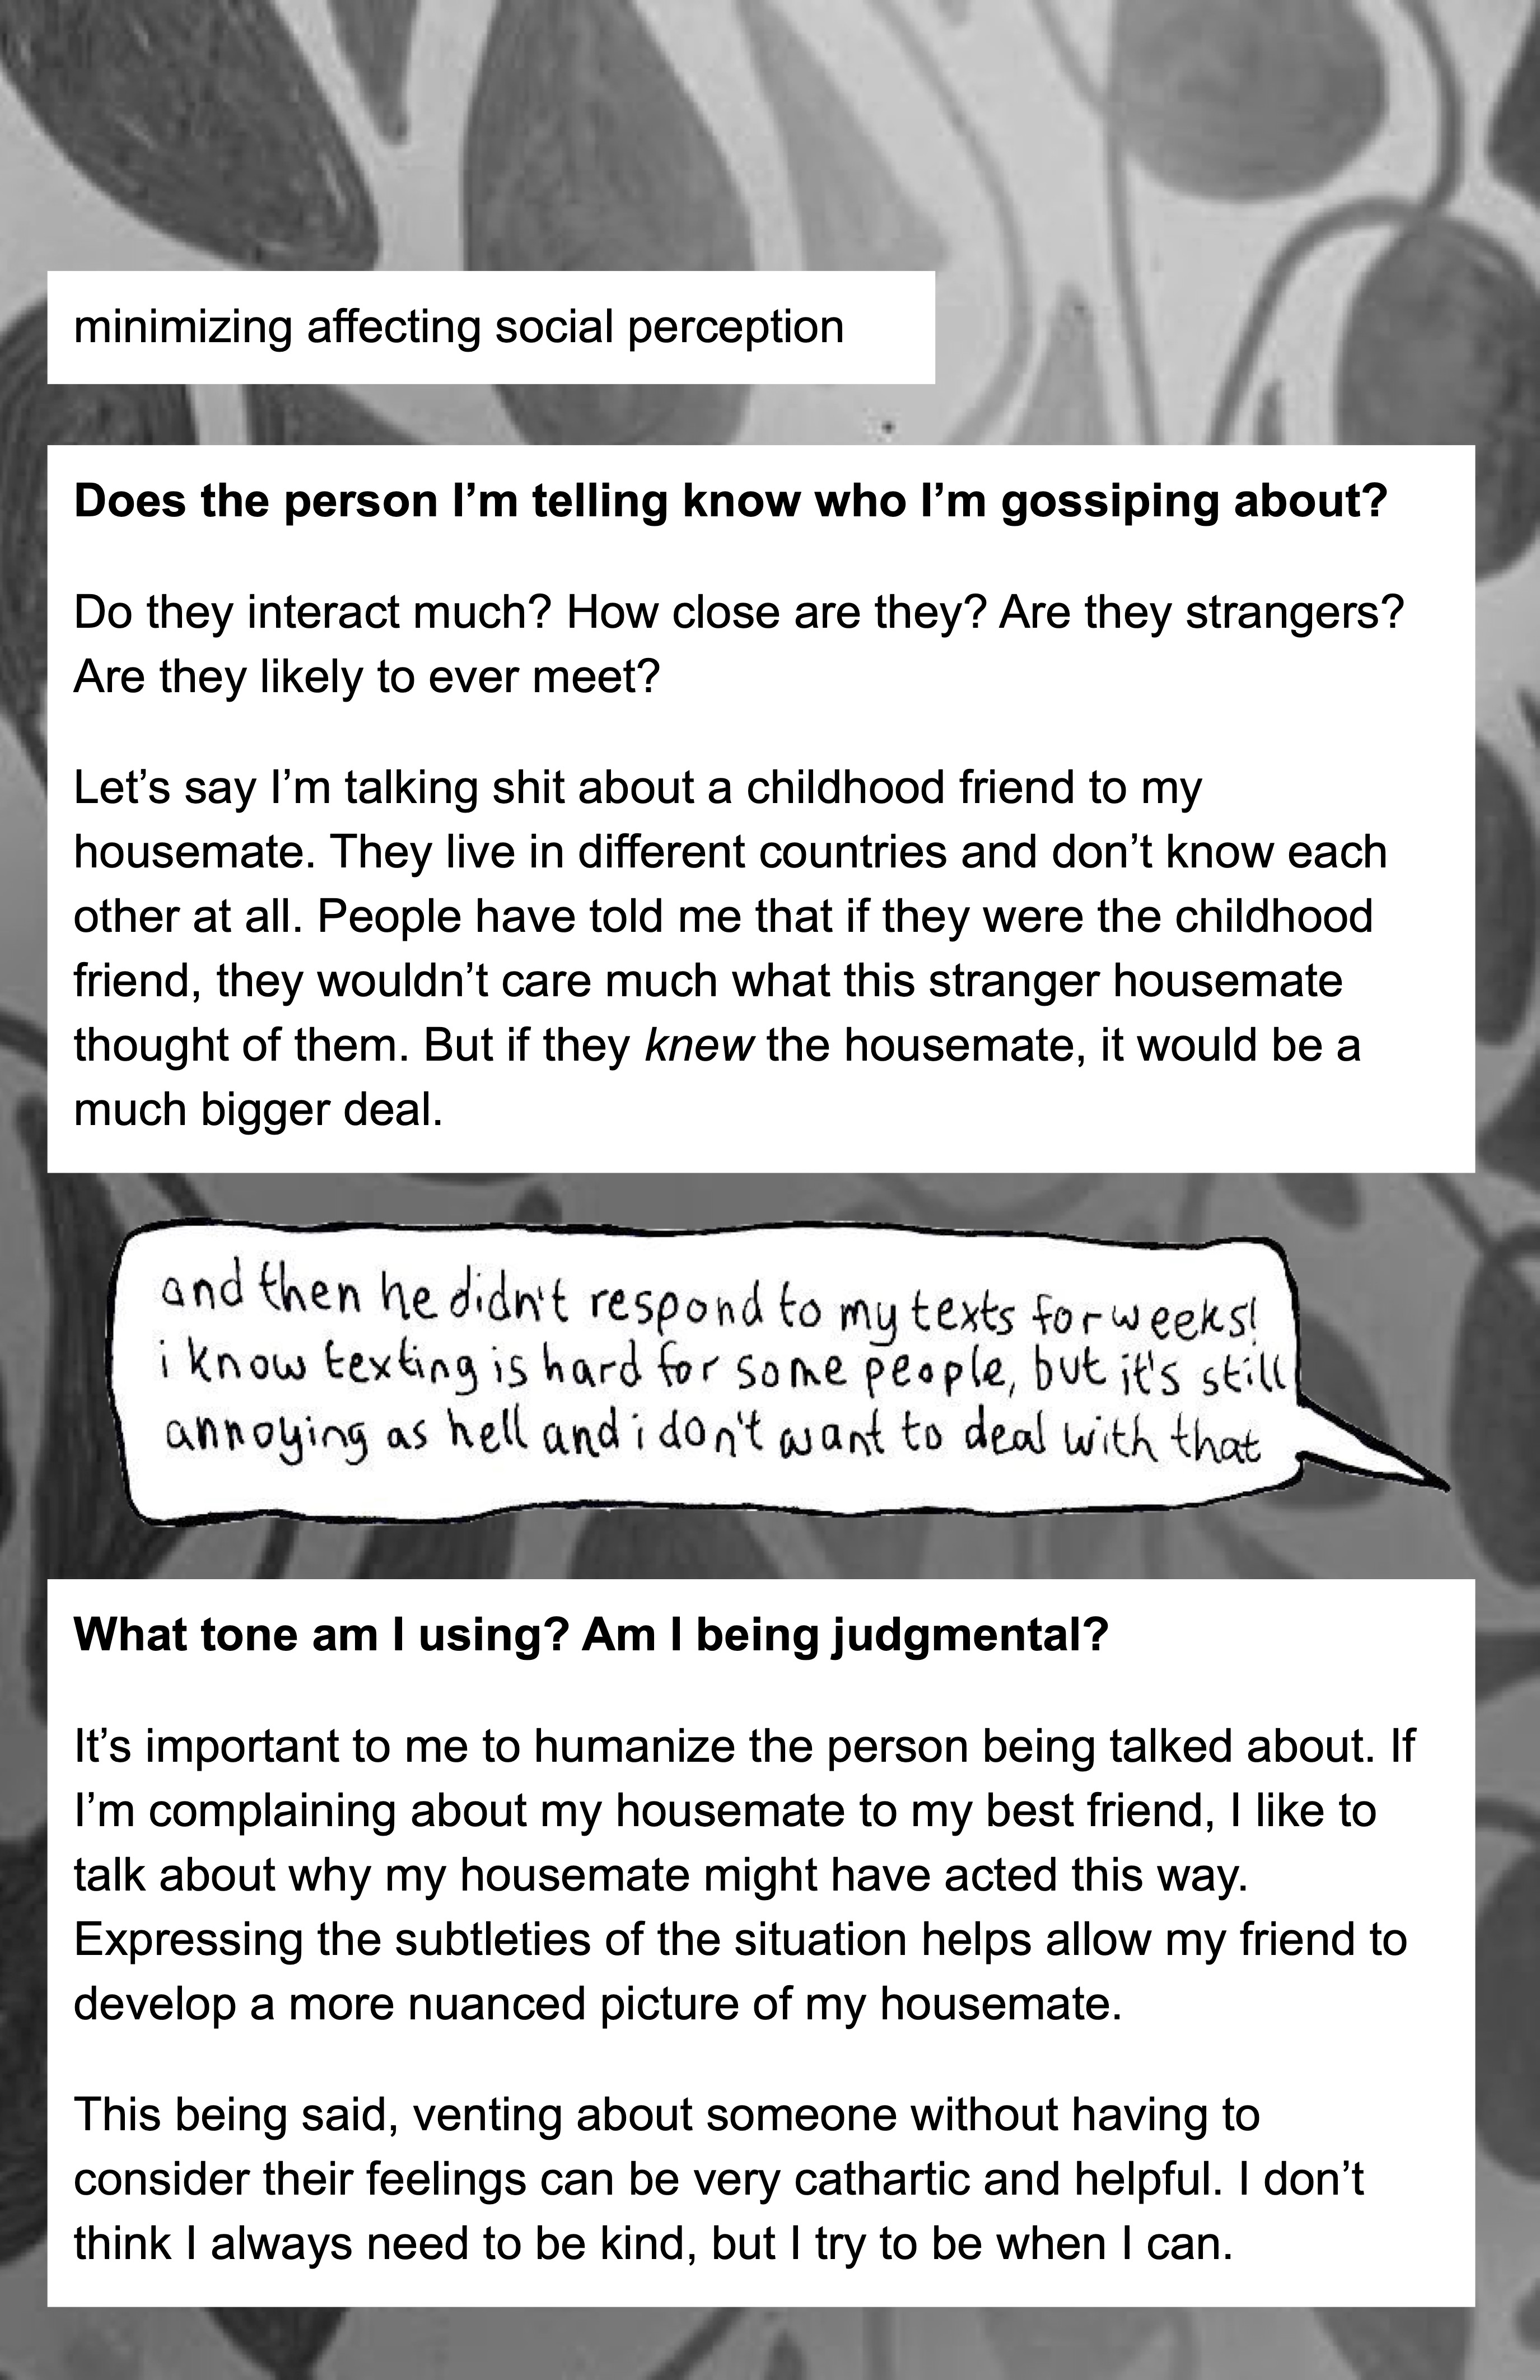 minimizing affecting social perception
Does the person I’m telling know who I’m gossiping about?
Do they interact much? How close are they? Are they strangers?
Are they likely to ever meet?
Let’s say I’m talking shit about a childhood friend to my
housemate. They live in different countries and don’t know each
other at all. People have told me that if they were the childhood
friend, they wouldn’t care much what this stranger housemate
thought of them. But if they knew the housemate, it would be a
much bigger deal.
and then he didn't respond to my texts for weeks!
i know texting is hard for some people, but it's still
annoying as hell and i don't want to deal with that
What tone am I using? Am I being judgmental?
It’s important to me to humanize the person being talked about. If
I’m complaining about my housemate to my best friend, I like to
talk about why my housemate might have acted this way.
Expressing the subtleties of the situation helps allow my friend to
develop a more nuanced picture of my housemate.
This being said, venting about someone without having to
consider their feelings can be very cathartic and helpful. I don’t
think I always need to be kind, but I try to be when I can.